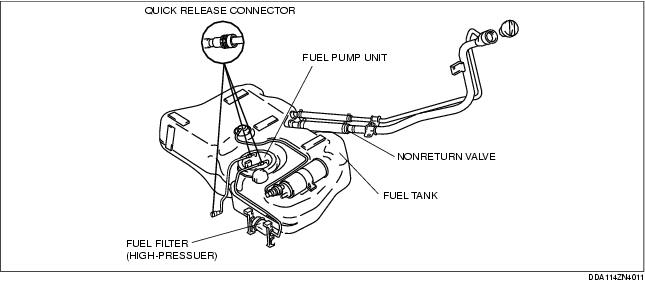 QUICK RELEASE CONNECTOR
FUEL PUMP UNIT
NONRETURN VALVE
FUEL TANK
FUEL FILTER
(HIGH-PRESSUER)
DDA114ZN4011